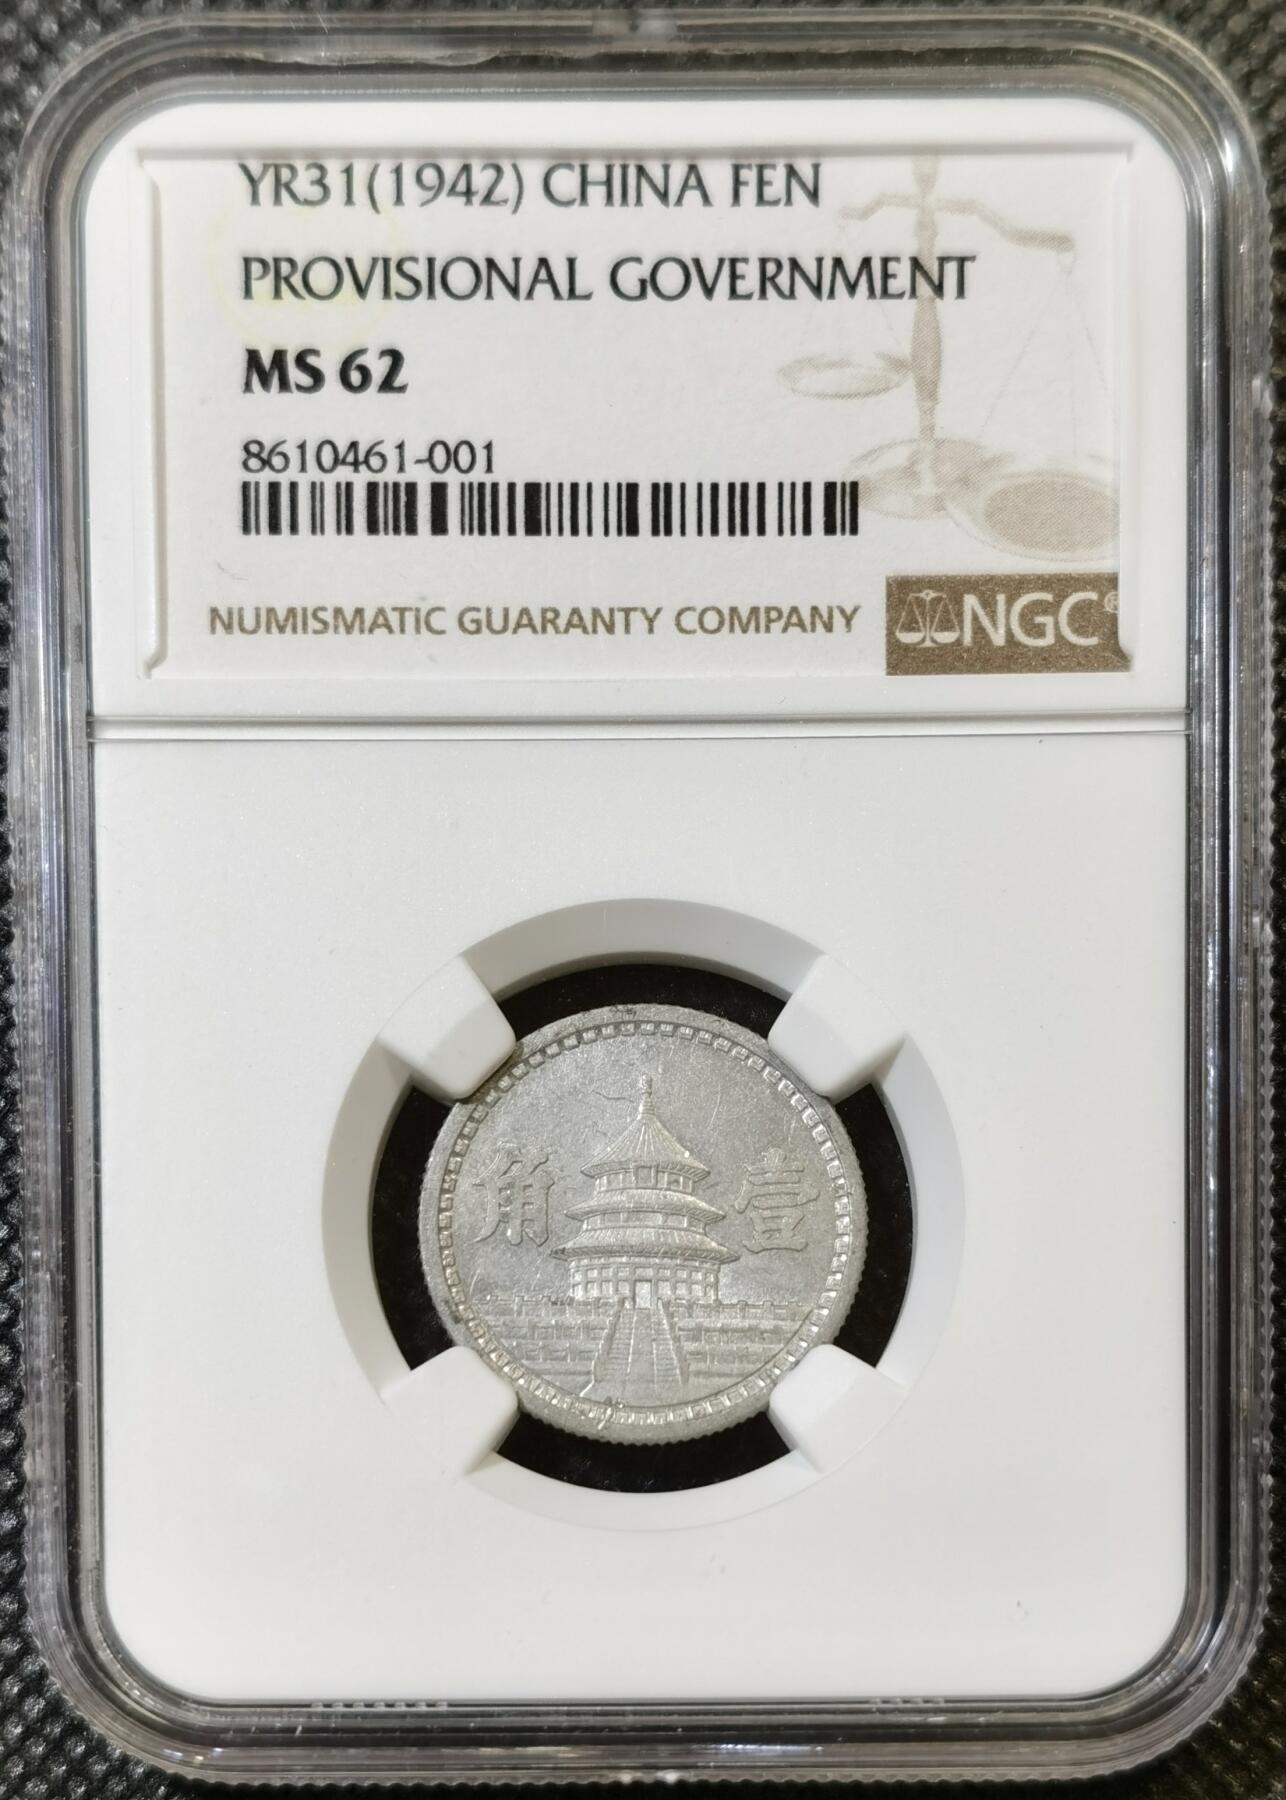 YR31(1942) CHINA FEN
PROVISIONAL GOVERNMENT
MS 62
8610461-001
NUMISMATIC GUARANTY COMPANY
NGC®
角 壹